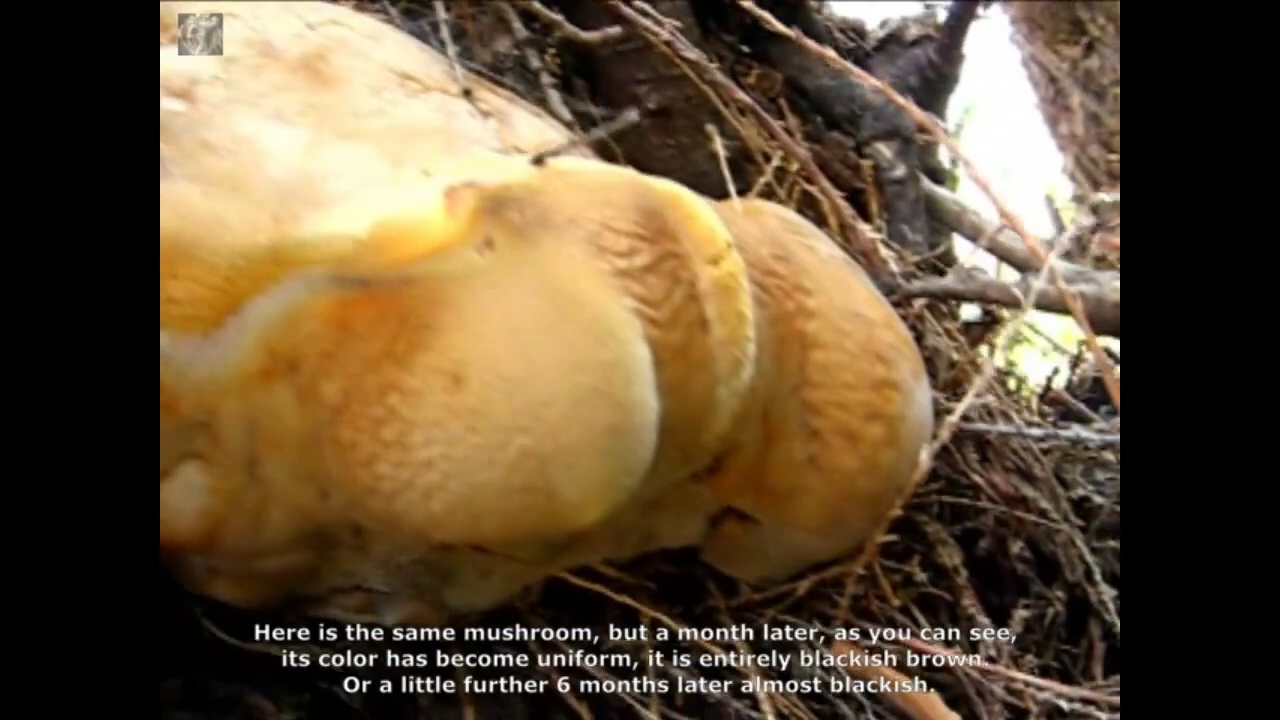 Here is the same mushroom, but a month later, as you can see,
its color has become uniform, it is entirely blackish brown.
Or a little further 6 months later almost blackish.